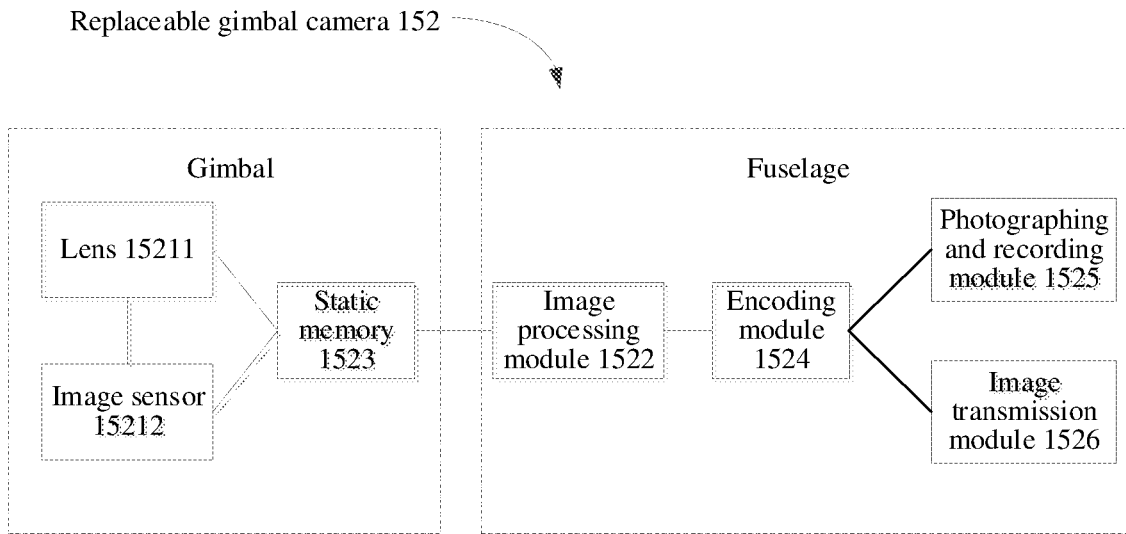 Replaceable gimbal camera 152
Gimbal
Lens 15211
Image sensor
15212
Static
memory
1523
Fuselage
Image
processing
module 1522
Encoding
module
1524
Photographing
and recording
module 1525
Image
transmission
module 1526